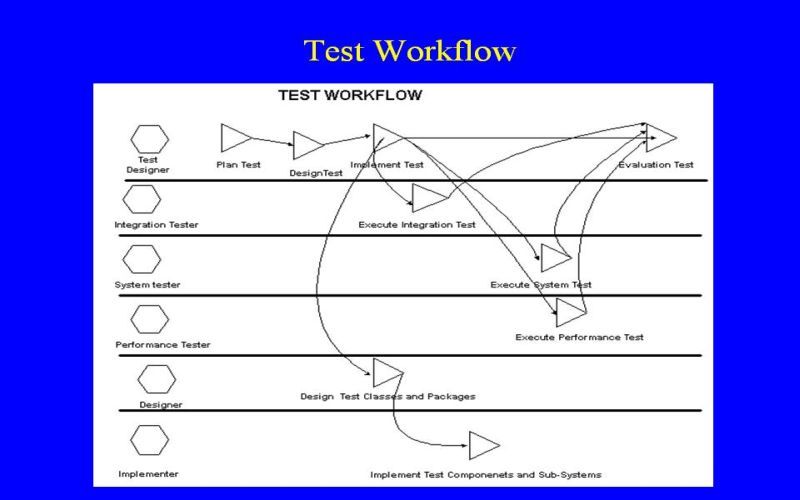 Test Workflow
TEST WORKFLOW
Test
Designer
Plan Test
DesignTest
Implement Test
Evaluation Test
Integration Tester
Execute Integration Test
System tester
Execute System Test
Performance Tester
Execute Performance Test
Designer
Design Test Classes and Packages
Implementer
Implement Test Componenets and Sub-Systems